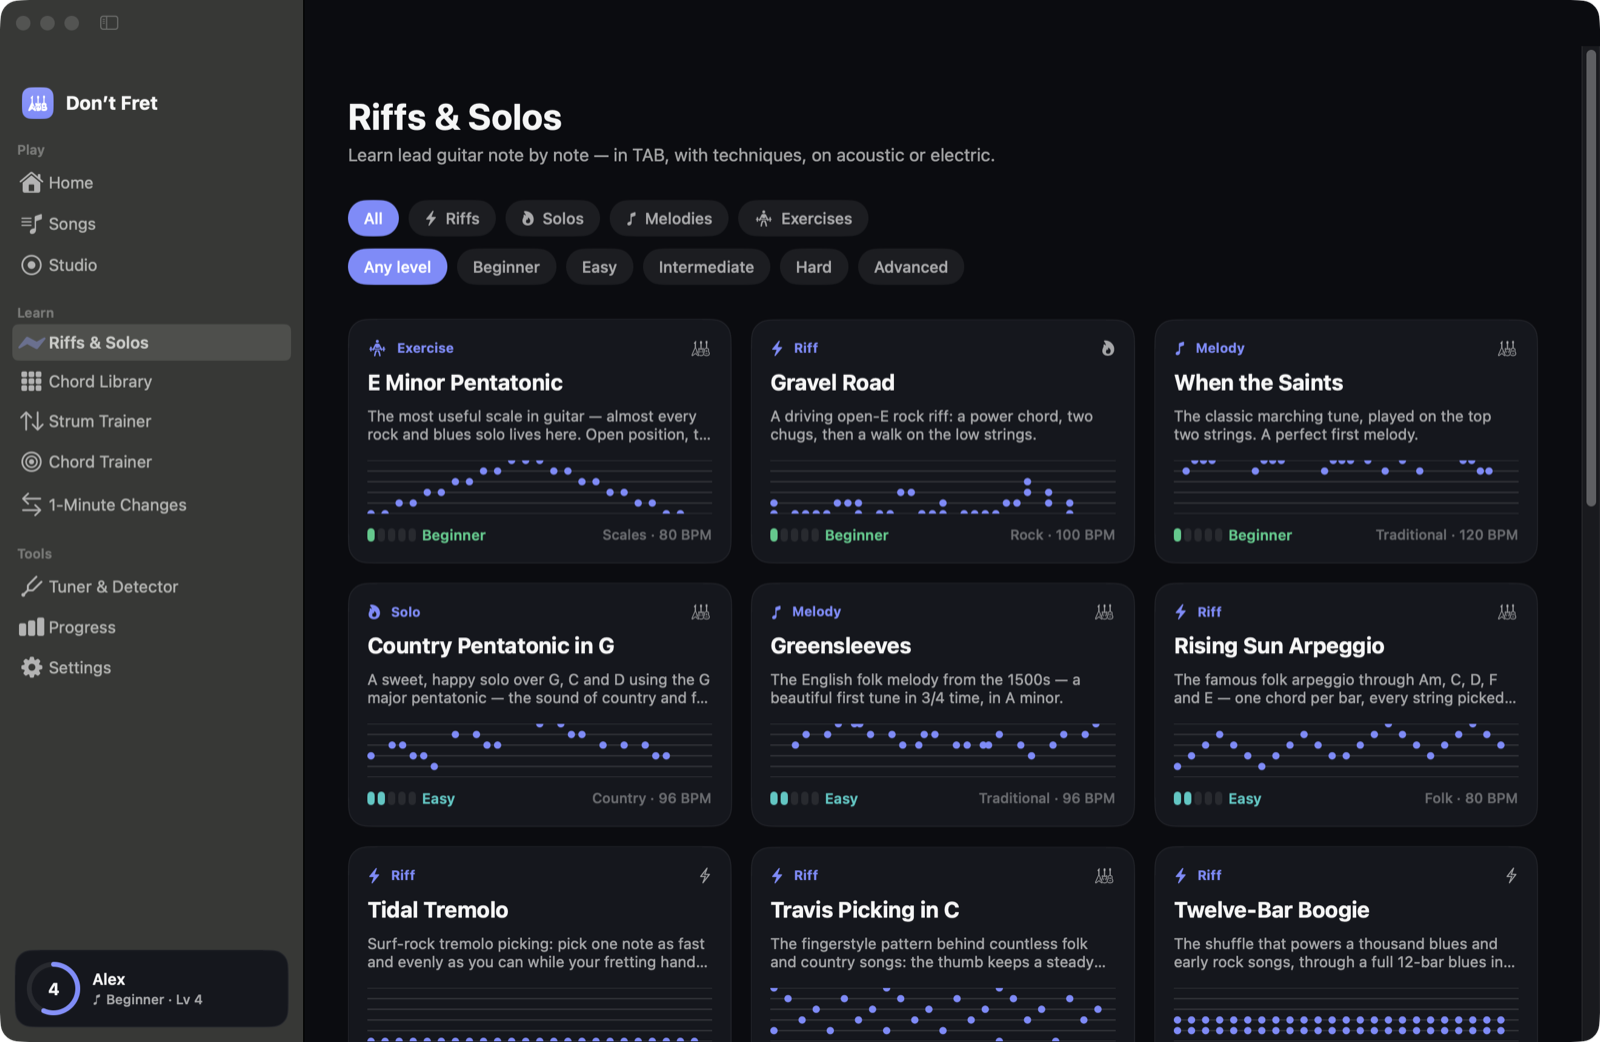 Don't Fret
Play
Home
Songs
Studio
Learn
Riffs & Solos
Chord Library
Strum Trainer
Chord Trainer
1-Minute Changes
Tools
Tuner & Detector
Progress
Settings
4
Alex
Beginner · Lv 4
Riffs & Solos
Learn lead guitar note by note — in TAB, with techniques, on acoustic or electric.
All
Riffs
Solos
Melodies
Exercises
Any level
Beginner
Easy
Intermediate
Hard
Advanced
Exercise
E Minor Pentatonic
The most useful scale in guitar — almost every
rock and blues solo lives here. Open position, t...
Beginner
Scales · 80 BPM
Riff
Gravel Road
A driving open-E rock riff: a power chord, two
chugs, then a walk on the low strings.
Beginner
Rock · 100 BPM
Melody
When the Saints
The classic marching tune, played on the top
two strings. A perfect first melody.
Beginner
Traditional · 120 BPM
Solo
Country Pentatonic in G
A sweet, happy solo over G, C and D using the G
major pentatonic — the sound of country and f...
Easy
Country · 96 BPM
Melody
Greensleeves
The English folk melody from the 1500s — a
beautiful first tune in 3/4 time, in A minor.
Easy
Traditional · 96 BPM
Riff
Rising Sun Arpeggio
The famous folk arpeggio through Am, C, D, F
and E — one chord per bar, every string picked...
Easy
Folk · 80 BPM
Riff
Tidal Tremolo
Surf-rock tremolo picking: pick one note as fast
and evenly as you can while your fretting hand...
Riff
Travis Picking in C
The fingerstyle pattern behind countless folk
and country songs: the thumb keeps a steady...
Riff
Twelve-Bar Boogie
The shuffle that powers a thousand blues and
early rock songs, through a full 12-bar blues in...